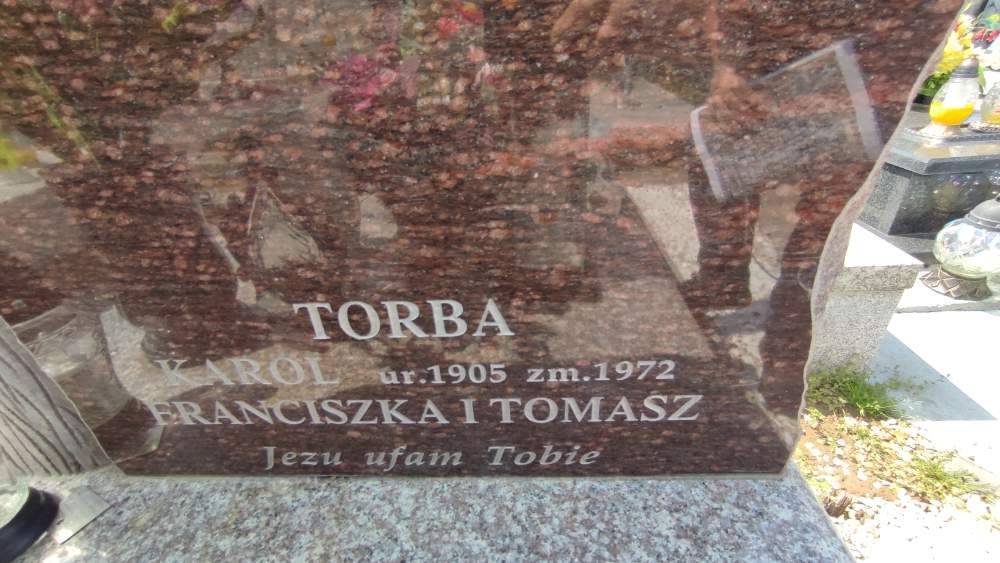 TORBA
KAROL ur.1905 zm.1972
FRANCISZKA I TOMASZ
Jezu ufam Tobie